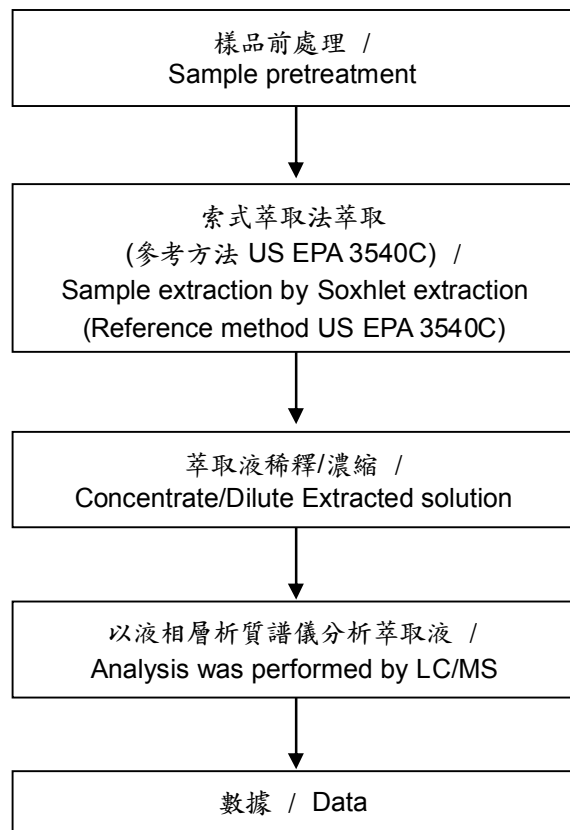 樣品前處理 /
Sample pretreatment
索式萃取法萃取
(參考方法 US EPA 3540C) /
Sample extraction by Soxhlet extraction
(Reference method US EPA 3540C)
萃取液稀釋/濃縮 /
Concentrate/Dilute Extracted solution
以液相層析質譜儀分析萃取液 /
Analysis was performed by LC/MS
數據 / Data